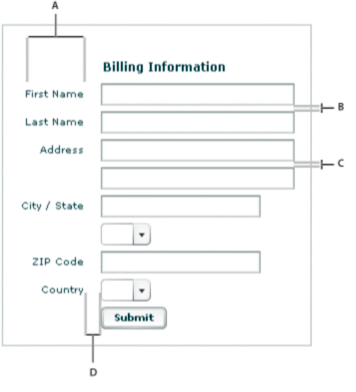 A
Billing Information
First Name
B
Last Name
Address
C
City / State
ZIP Code
Country
Submit
D